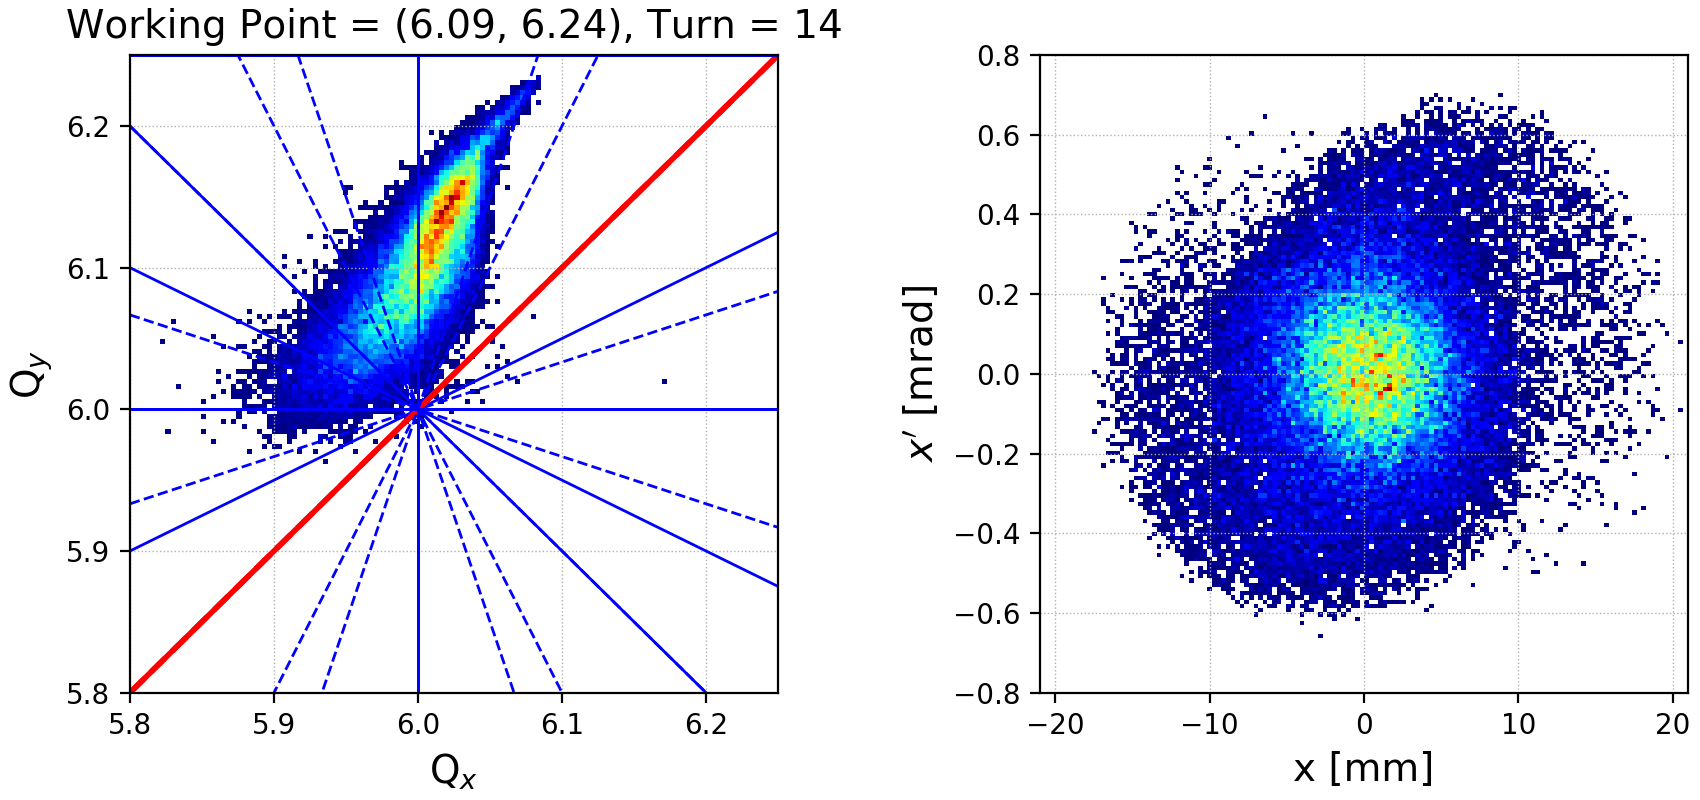 Working Point = (6.09, 6.24), Turn = 14
6.2
6.1
6.0
5.9
5.8
Qy
5.8 5.9 6.0 6.1 6.2
Qx
0.8
0.6
0.4
0.2
0.0
−0.2
−0.4
−0.6
−0.8
x′ [mrad]
−20 −10 0 10 20
x [mm]